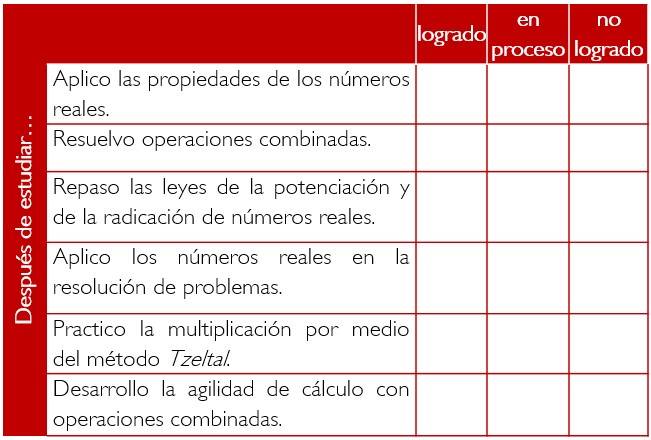 logrado
en
proceso
no
logrado
Después de estudiar...
Aplico las propiedades de los números
reales.
Resuelvo operaciones combinadas.
Repaso las leyes de la potenciación y
de la radicación de números reales.
Aplico los números reales en la
resolución de problemas.
Practico la multiplicación por medio
del método Tzeltal.
Desarrollo la agilidad de cálculo con
operaciones combinadas.